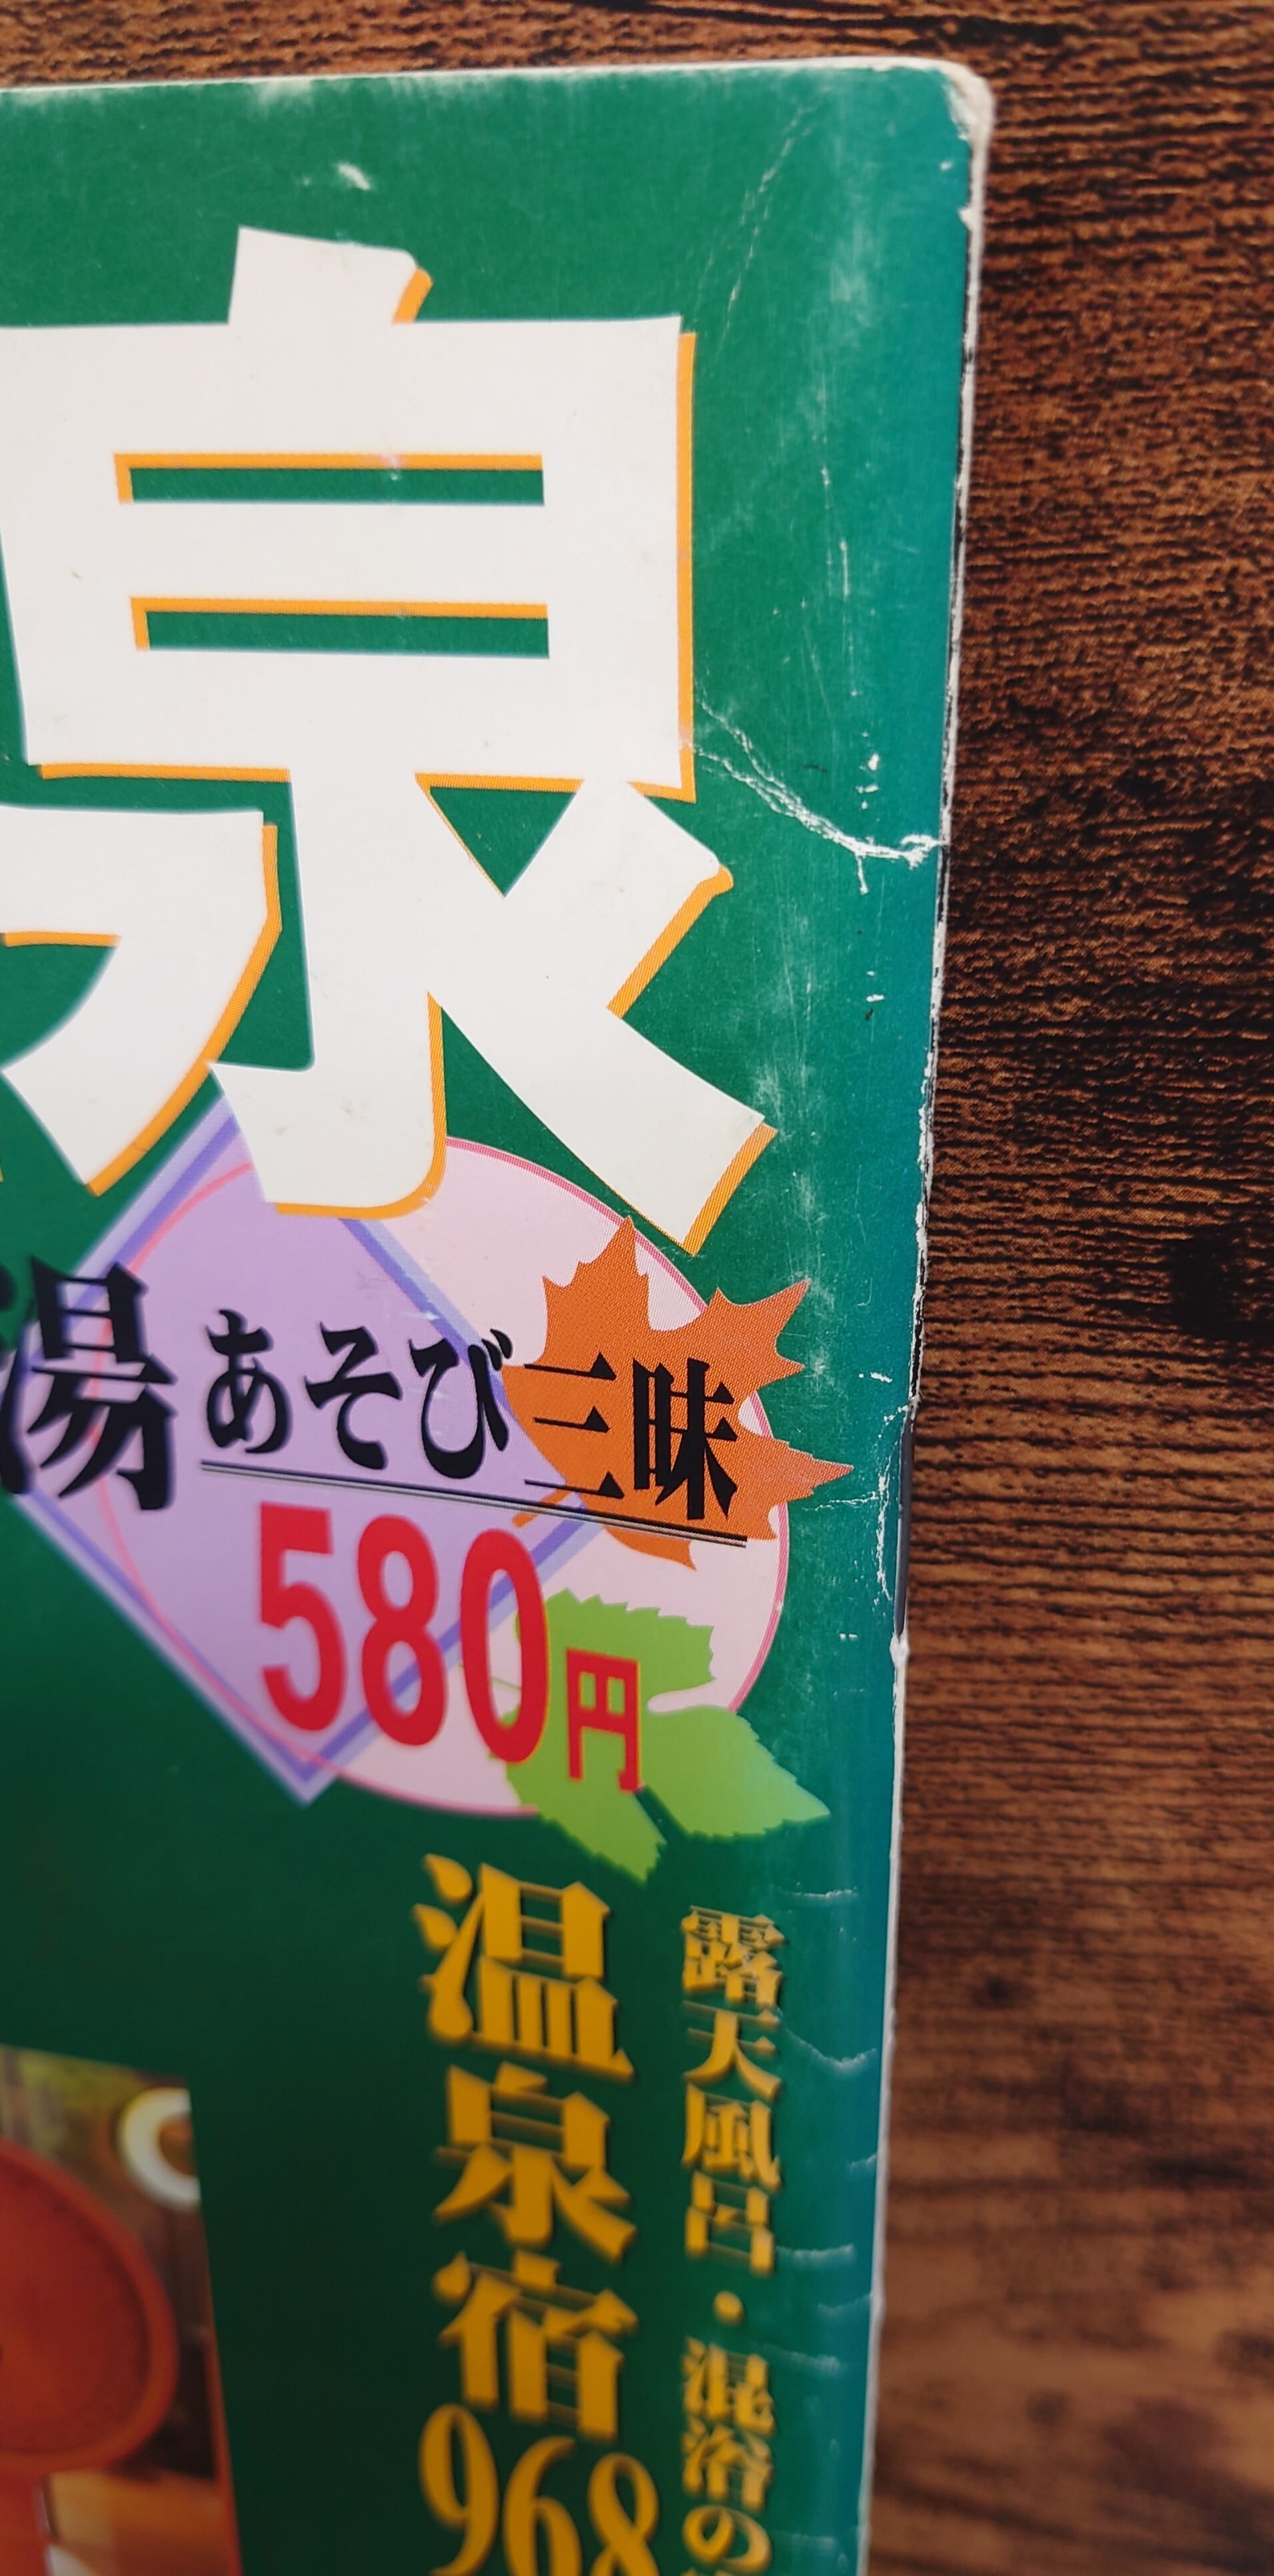 泉
湯あそび三昧
580円
露天風呂・混浴の
温泉宿968